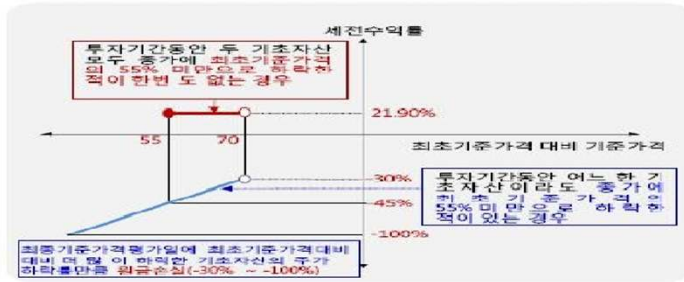 세전수익률
투자기간동안 두 기초자산
모두 종가에 최초기준가격
의 55% 미만으로 하락한
적이 한번 도 없는 경우
21.90%
55
70
최초기준가격 대비 기준가격
-30%
투자기간동안 어느 한 기
초자산이라도 종가에
최초기준가격의
55% 미만으로 하락한
적이 있는 경우
-45%
-100%
최종기준가격평가일에 최초기준가격대비
대비 더 많 이 하락한 기초자산의 주가
하락률만큼 원금손실(-30% ~ -100%)